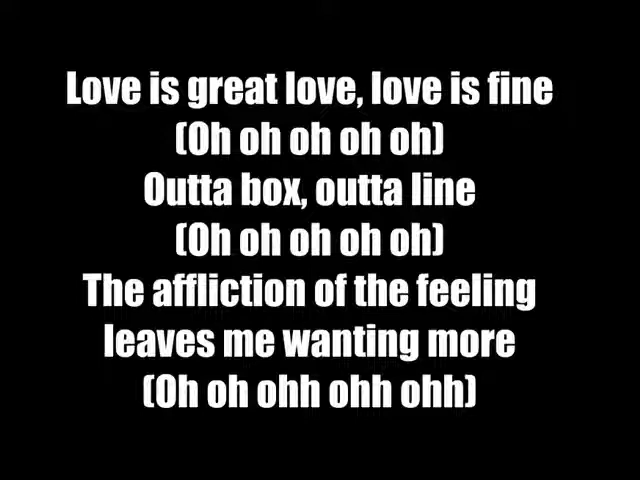 Love is great love, love is fine
(Oh oh oh oh oh)
Outta box, outta line
(Oh oh oh oh oh)
The affliction of the feeling
leaves me wanting more
(Oh oh ohh ohh ohh)